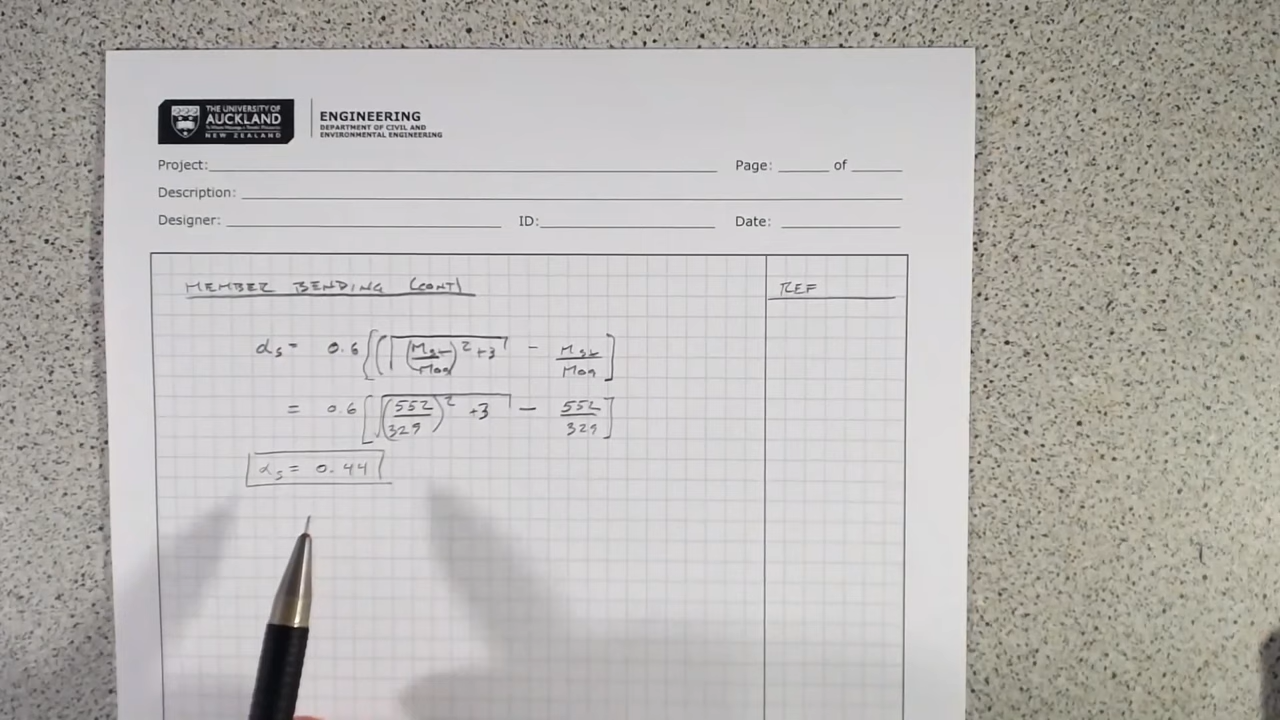 THE UNIVERSITY OF
AUCKLAND
NEW ZEALAND
ENGINEERING
DEPARTMENT OF CIVIL AND
ENVIRONMENTAL ENGINEERING
Project: Page: of
Description:
Designer: ID: Date:
MEMBER BENDING (CONT) REF
αs = 0.6 [(√(Msx/Moa)² + 3) - Msx/Moa]
= 0.6 [√(552/329)² + 3 - 552/329]
αs = 0.44